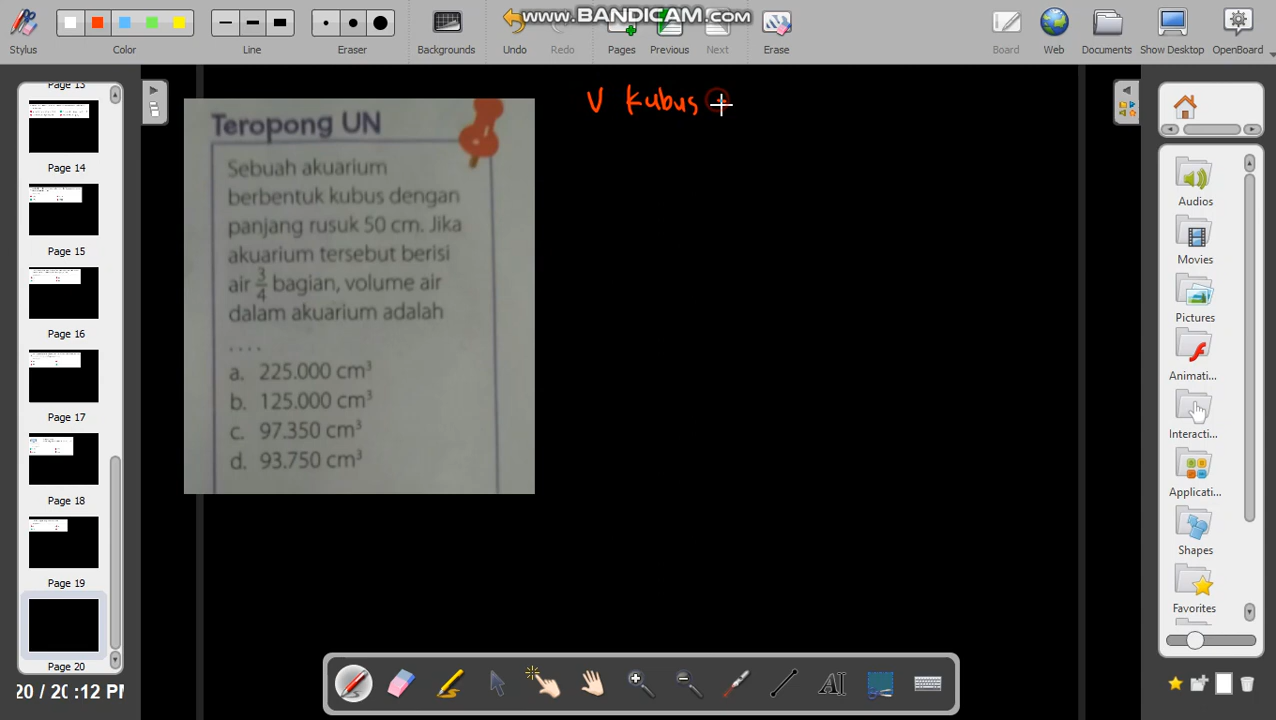 www.BANDICAM.com
Stylus
Color
Line
Eraser
Backgrounds
Undo
Redo
Pages
Previous
Next
Erase
Board
Web
Documents
Show Desktop
OpenBoard
Page 14
Page 15
Page 16
Page 17
Page 18
Page 19
Page 20
V kubus
Teropong UN
Sebuah akuarium
berbentuk kubus dengan
panjang rusuk 50 cm. Jika
akuarium tersebut berisi
air 3/4 bagian, volume air
dalam akuarium adalah
. . . .
a. 225.000 cm³
b. 125.000 cm³
c. 97.350 cm³
d. 93.750 cm³
Audios
Movies
Pictures
Animati...
Interacti...
Applicati...
Shapes
Favorites